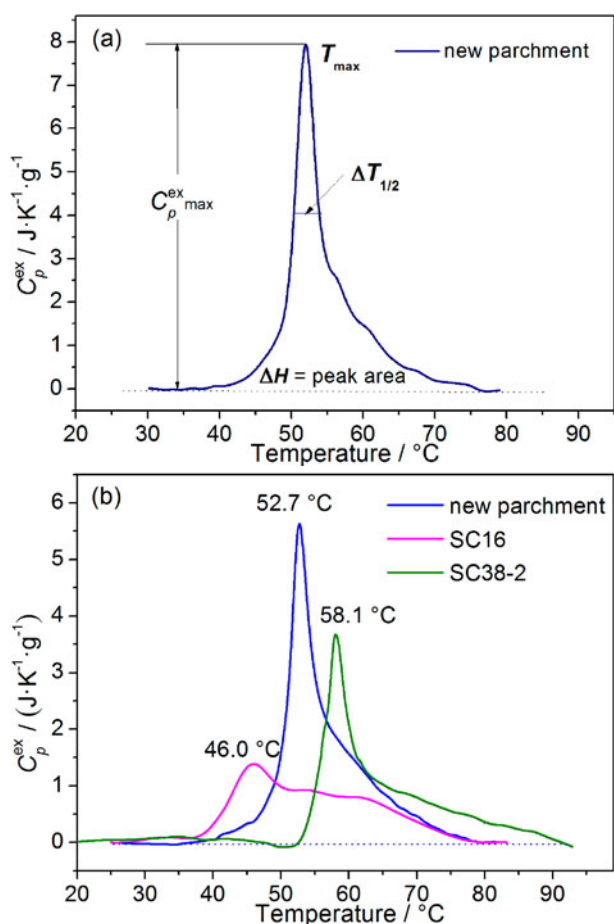 (a)
T max
new parchment
ΔT 1/2
C p ex max
ΔH = peak area
C p ex / J·K⁻¹·g⁻¹
8
7
6
5
4
3
2
1
0
20 30 40 50 60 70 80 90
Temperature / °C
(b)
52.7 °C
new parchment
SC16
SC38-2
58.1 °C
46.0 °C
C p ex / (J·K⁻¹·g⁻¹)
6
5
4
3
2
1
0
20 30 40 50 60 70 80 90
Temperature / °C